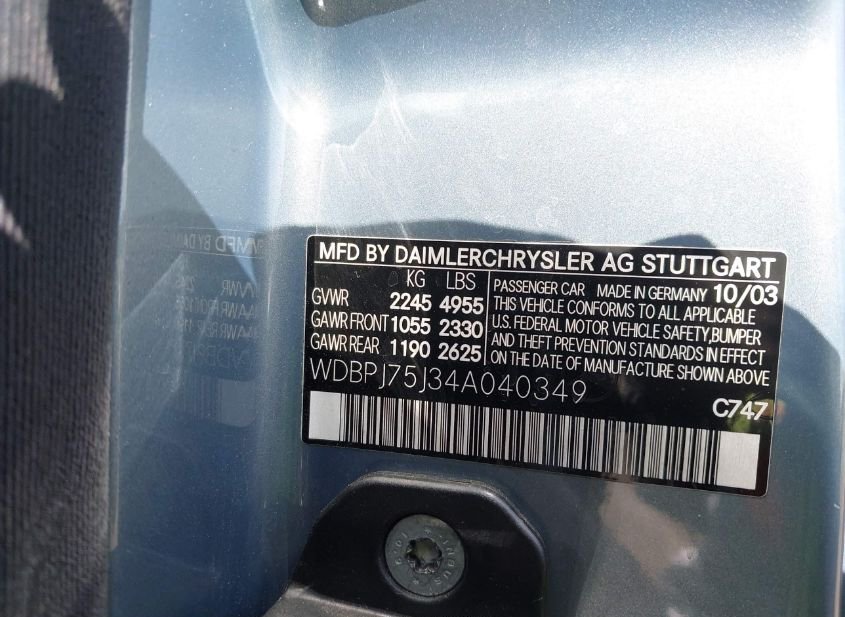 MFD BY DAIMLERCHRYSLER AG STUTTGART
KG LBS
GVWR 2245 4955
GAWR FRONT 1055 2330
GAWR REAR 1190 2625
PASSENGER CAR MADE IN GERMANY 10/03
THIS VEHICLE CONFORMS TO ALL APPLICABLE
U.S. FEDERAL MOTOR VEHICLE SAFETY,BUMPER
AND THEFT PREVENTION STANDARDS IN EFFECT
ON THE DATE OF MANUFACTURE SHOWN ABOVE
WDBPJ75J34A040349
C747